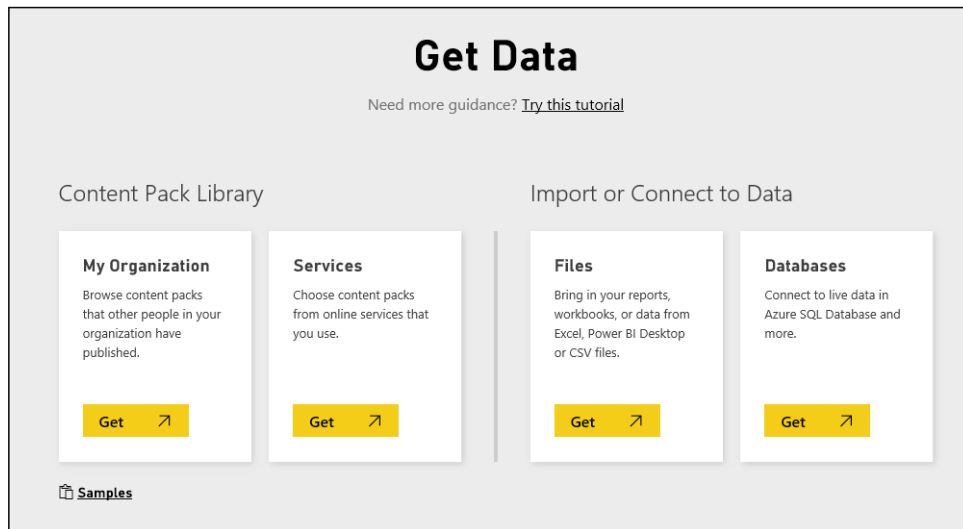 Get Data
Need more guidance? Try this tutorial
Content Pack Library
Import or Connect to Data
My Organization
Browse content packs
that other people in your
organization have
published.
Get
Services
Choose content packs
from online services that
you use.
Get
Files
Bring in your reports,
workbooks, or data from
Excel, Power BI Desktop
or CSV files.
Get
Databases
Connect to live data in
Azure SQL Database and
more.
Get
Samples